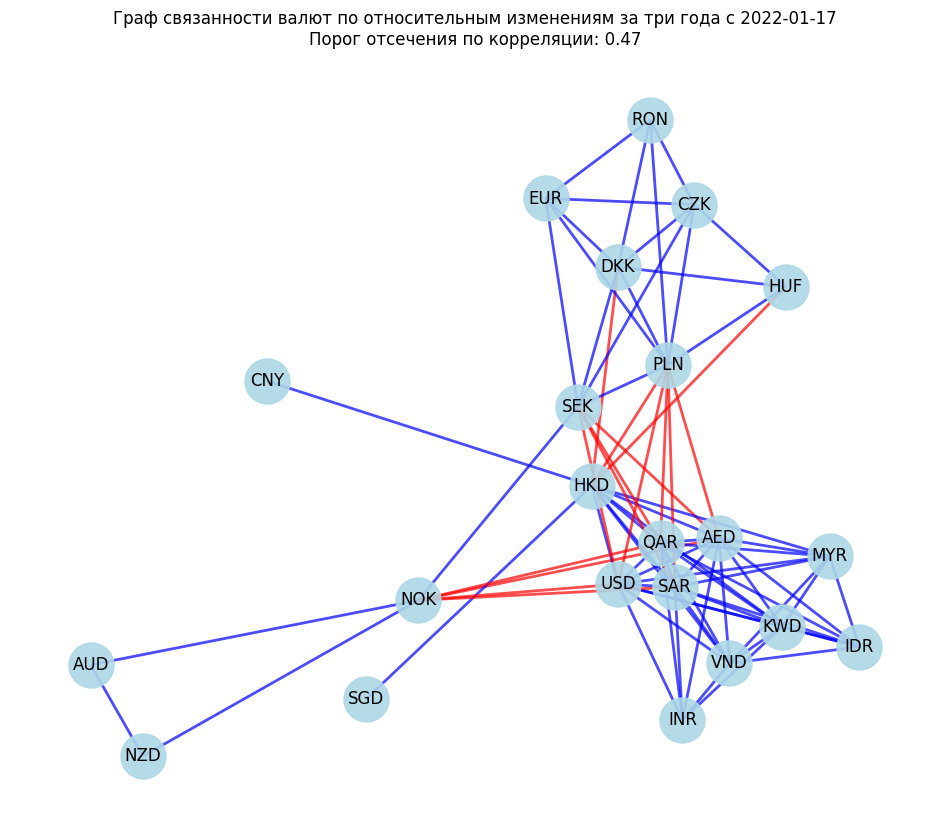 Граф связанности валют по относительным изменениям за три года с 2022-01-17
Порог отсечения по корреляции: 0.47
RON
EUR
CZK
DKK
HUF
PLN
CNY
SEK
HKD
QAR
AED
MYR
USD
SAR
NOK
KWD
IDR
AUD
VND
SGD
INR
NZD